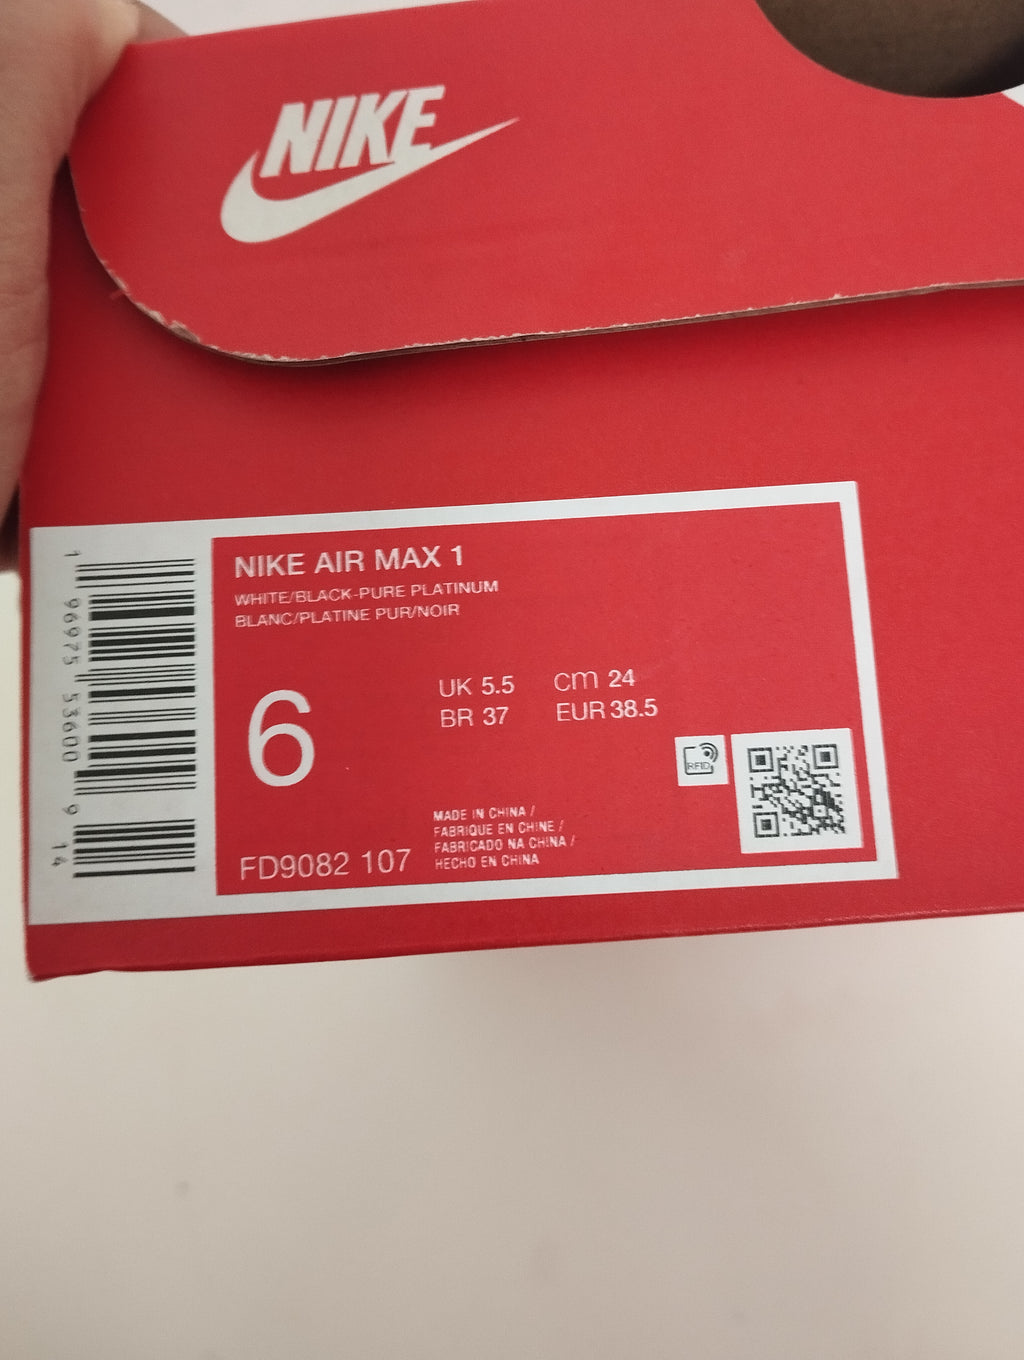 NIKE
NIKE AIR MAX 1
WHITE/BLACK-PURE PLATINUM
BLANC/PLATINE PUR/NOIR
6
UK 5.5 cm 24
BR 37 EUR 38.5
RFID
MADE IN CHINA /
FABRIQUE EN CHINE /
FABRICADO NA CHINA /
HECHO EN CHINA
FD9082 107
1 96975 53600 9 14